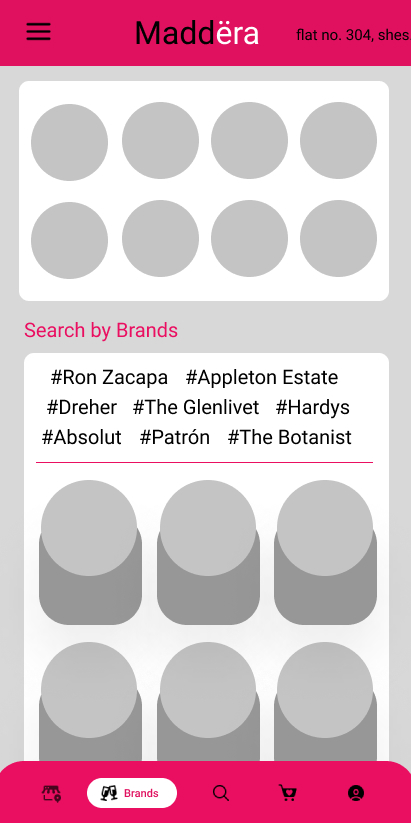 Maddëra
flat no. 304, shes
Search by Brands
#Ron Zacapa #Appleton Estate
#Dreher #The Glenlivet #Hardys
#Absolut #Patrón #The Botanist
Brands